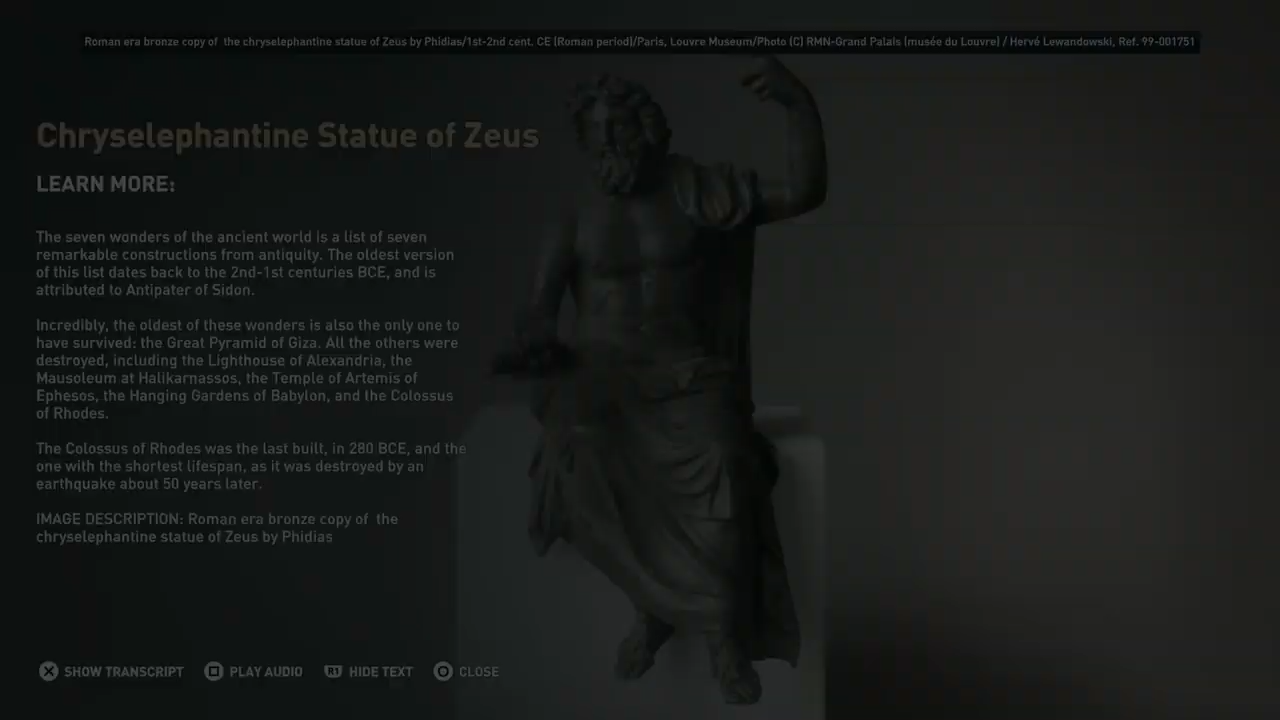 Roman era bronze copy of  the chryselephantine statue of Zeus by Phidias/1st-2nd cent. CE (Roman period)/Paris, Louvre Museum/Photo (C) RMN-Grand Palais (musée du Louvre) / Hervé Lewandowski, Ref. 99-001751
Chryselephantine Statue of Zeus
LEARN MORE:
The seven wonders of the ancient world is a list of seven
remarkable constructions from antiquity. The oldest version
of this list dates back to the 2nd-1st centuries BCE, and is
attributed to Antipater of Sidon.
Incredibly, the oldest of these wonders is also the only one to
have survived: the Great Pyramid of Giza. All the others were
destroyed, including the Lighthouse of Alexandria, the
Mausoleum at Halikarnassos, the Temple of Artemis of
Ephesos, the Hanging Gardens of Babylon, and the Colossus
of Rhodes.
The Colossus of Rhodes was the last built, in 280 BCE, and the
one with the shortest lifespan, as it was destroyed by an
earthquake about 50 years later.
IMAGE DESCRIPTION: Roman era bronze copy of  the
chryselephantine statue of Zeus by Phidias
SHOW TRANSCRIPT PLAY AUDIO R1 HIDE TEXT CLOSE